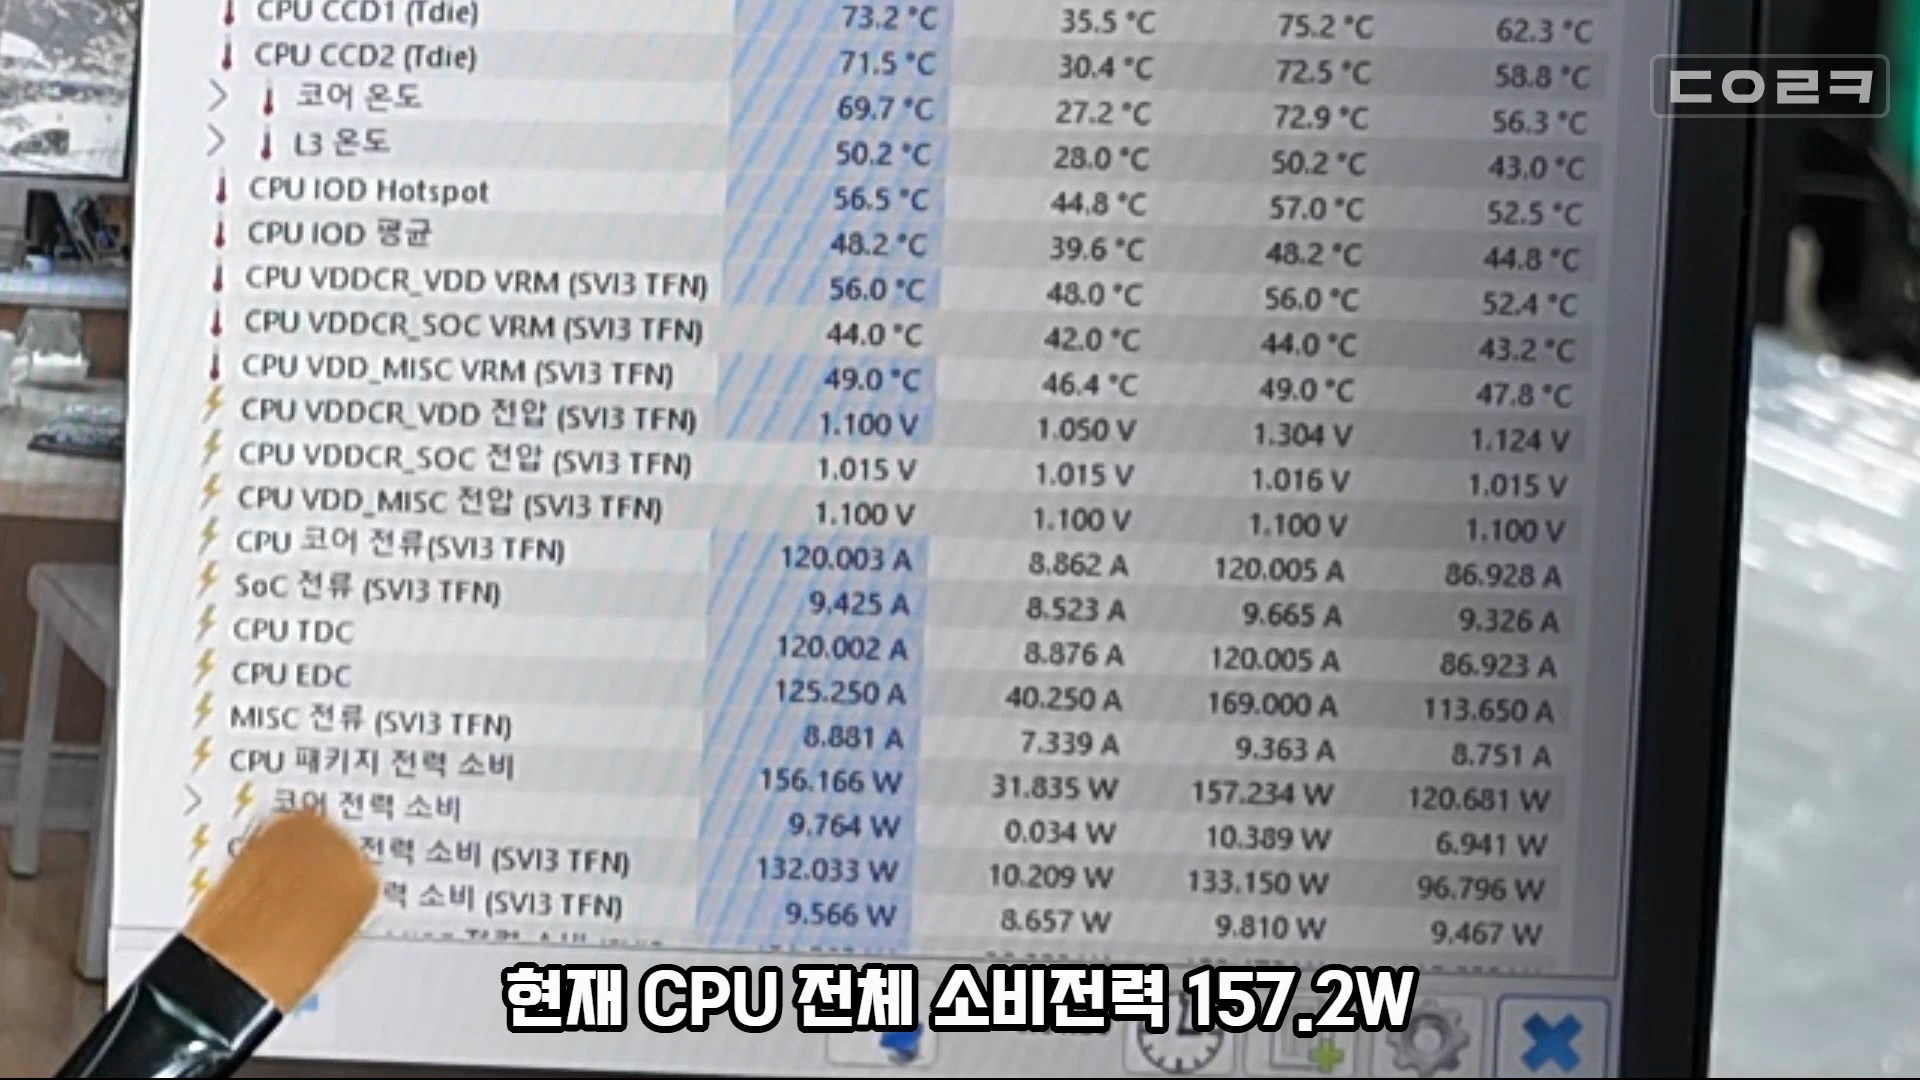 CPU CCD1 (Tdie) 73.2 °C 35.5 °C 75.2 °C 62.3 °C
CPU CCD2 (Tdie) 71.5 °C 30.4 °C 72.5 °C 58.8 °C
코어 온도 69.7 °C 27.2 °C 72.9 °C 56.3 °C
L3 온도 50.2 °C 28.0 °C 50.2 °C 43.0 °C
CPU IOD Hotspot 56.5 °C 44.8 °C 57.0 °C 52.5 °C
CPU IOD 평균 48.2 °C 39.6 °C 48.2 °C 44.8 °C
CPU VDDCR_VDD VRM (SVI3 TFN) 56.0 °C 48.0 °C 56.0 °C 52.4 °C
CPU VDDCR_SOC VRM (SVI3 TFN) 44.0 °C 42.0 °C 44.0 °C 43.2 °C
CPU VDD_MISC VRM (SVI3 TFN) 49.0 °C 46.4 °C 49.0 °C 47.8 °C
CPU VDDCR_VDD 전압 (SVI3 TFN) 1.100 V 1.050 V 1.304 V 1.124 V
CPU VDDCR_SOC 전압 (SVI3 TFN) 1.015 V 1.015 V 1.016 V 1.015 V
CPU VDD_MISC 전압 (SVI3 TFN) 1.100 V 1.100 V 1.100 V 1.100 V
CPU 코어 전류(SVI3 TFN) 120.003 A 8.862 A 120.005 A 86.928 A
SoC 전류 (SVI3 TFN) 9.425 A 8.523 A 9.665 A 9.326 A
CPU TDC 120.002 A 8.876 A 120.005 A 86.923 A
CPU EDC 125.250 A 40.250 A 169.000 A 113.650 A
MISC 전류 (SVI3 TFN) 8.881 A 7.339 A 9.363 A 8.751 A
CPU 패키지 전력 소비 156.166 W 31.835 W 157.234 W 120.681 W
코어 전력 소비 9.764 W 0.034 W 10.389 W 6.941 W
전력 소비 (SVI3 TFN) 132.033 W 10.209 W 133.150 W 96.796 W
력 소비 (SVI3 TFN) 9.566 W 8.657 W 9.810 W 9.467 W
현재 CPU 전체 소비전력 157.2W